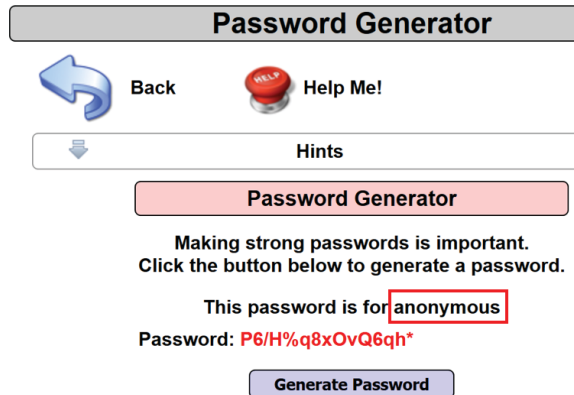 Password Generator
Back
HELP
Help Me!
Hints
Password Generator
Making strong passwords is important.
Click the button below to generate a password.
This password is for anonymous
Password: P6/H%q8xOvQ6qh*
Generate Password